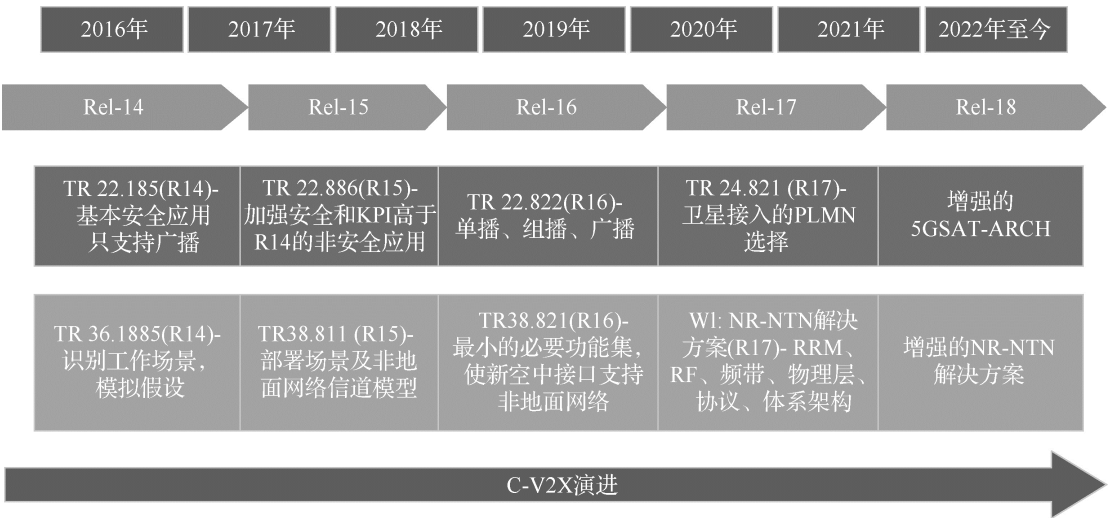 2016年
2017年
2018年
2019年
2020年
2021年
2022年至今
Rel-14
Rel-15
Rel-16
Rel-17
Rel-18
TR 22.185(R14)-
基本安全应用
只支持广播
TR 22.886(R15)-
加强安全和KPI高于
R14的非安全应用
TR 22.822(R16)-
单播、组播、广播
TR 24.821 (R17)-
卫星接入的PLMN
选择
增强的
5GSAT-ARCH
TR 36.1885(R14)-
识别工作场景，
模拟假设
TR38.811 (R15)-
部署场景及非地
面网络信道模型
TR38.821(R16)-
最小的必要功能集，
使新空中接口支持
非地面网络
Wl: NR-NTN解决
方案(R17)- RRM、
RF、频带、物理层、
协议、体系架构
增强的NR-NTN
解决方案
C-V2X演进